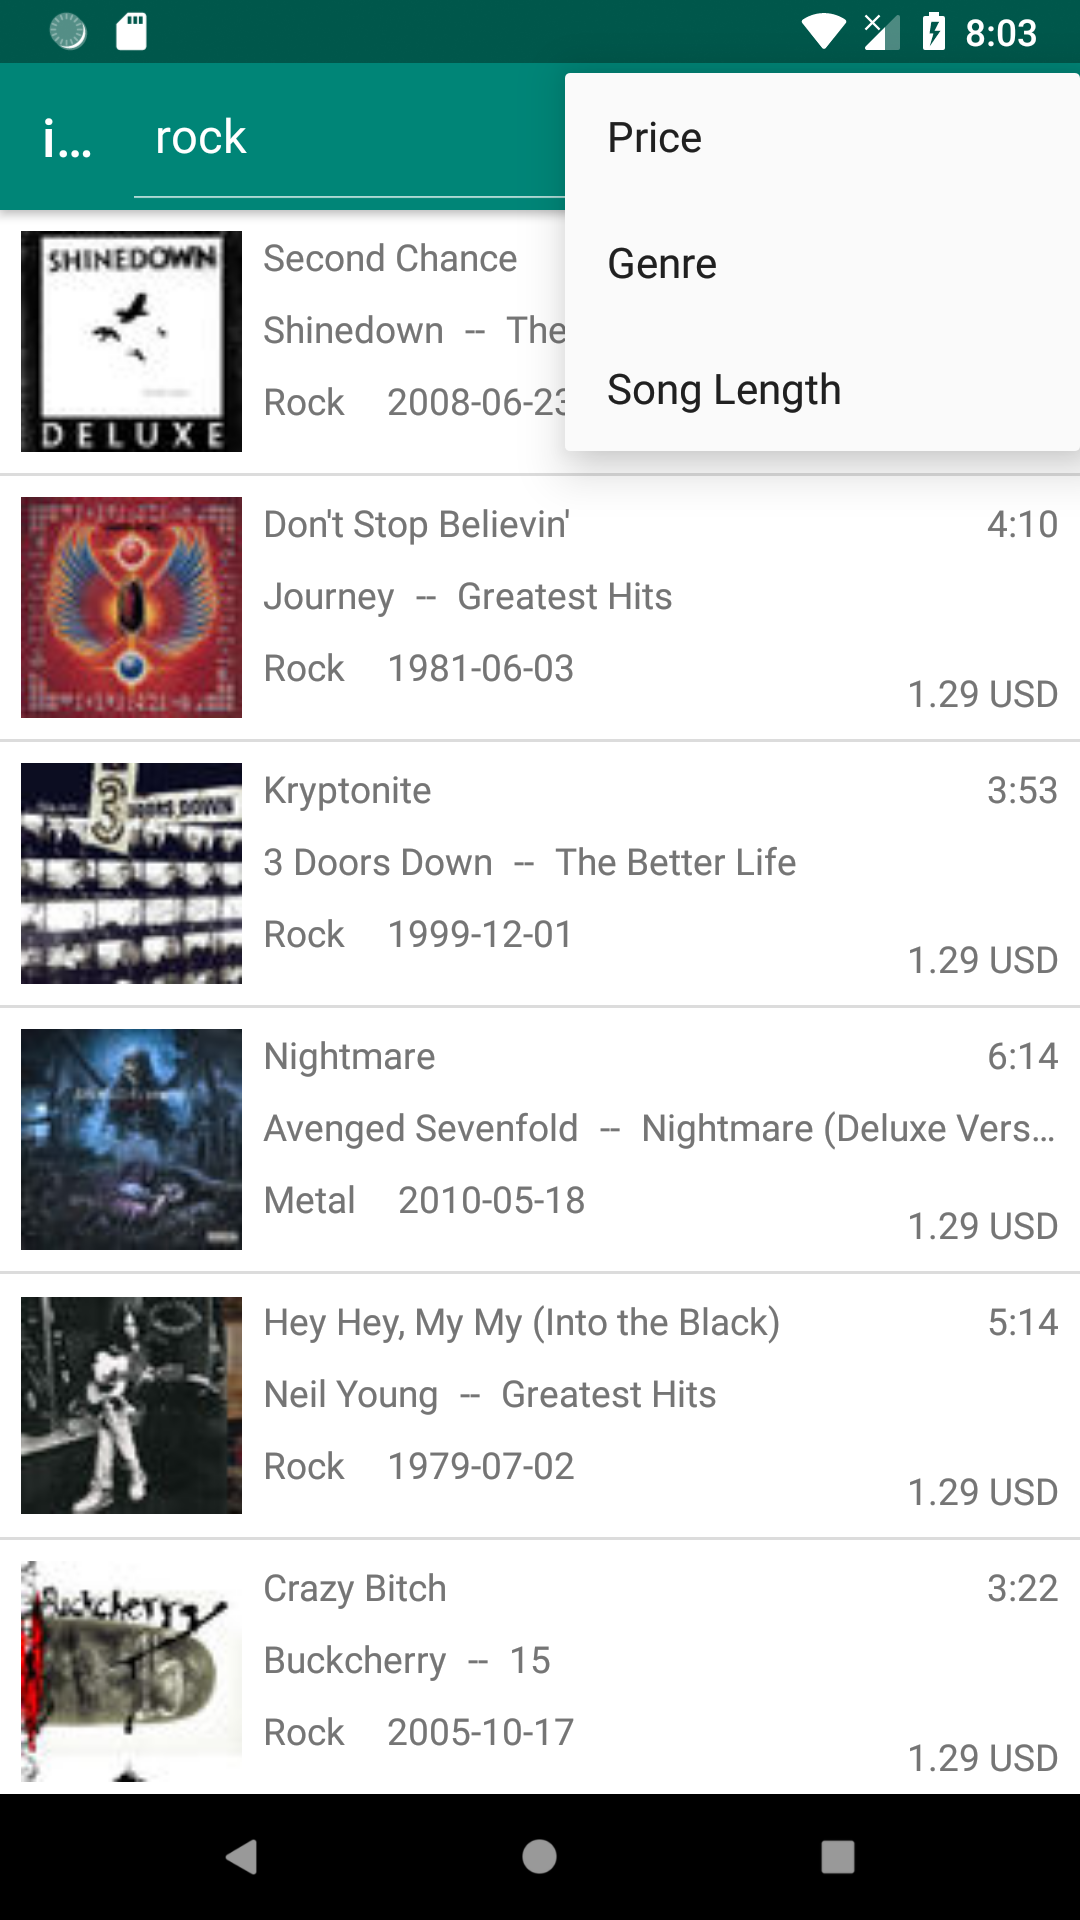 8:03
i...
rock
Price
Genre
Song Length
SHINEDOWN
DELUXE
Second Chance
Shinedown -- The
Rock 2008-06-23
Don't Stop Believin'
4:10
Journey -- Greatest Hits
Rock 1981-06-03
1.29 USD
3
DOORS DOWN
Kryptonite
3:53
3 Doors Down -- The Better Life
Rock 1999-12-01
1.29 USD
Nightmare
6:14
Avenged Sevenfold -- Nightmare (Deluxe Vers...
Metal 2010-05-18
1.29 USD
Hey Hey, My My (Into the Black)
5:14
Neil Young -- Greatest Hits
Rock 1979-07-02
1.29 USD
Buckcherry
Crazy Bitch
3:22
Buckcherry -- 15
Rock 2005-10-17
1.29 USD